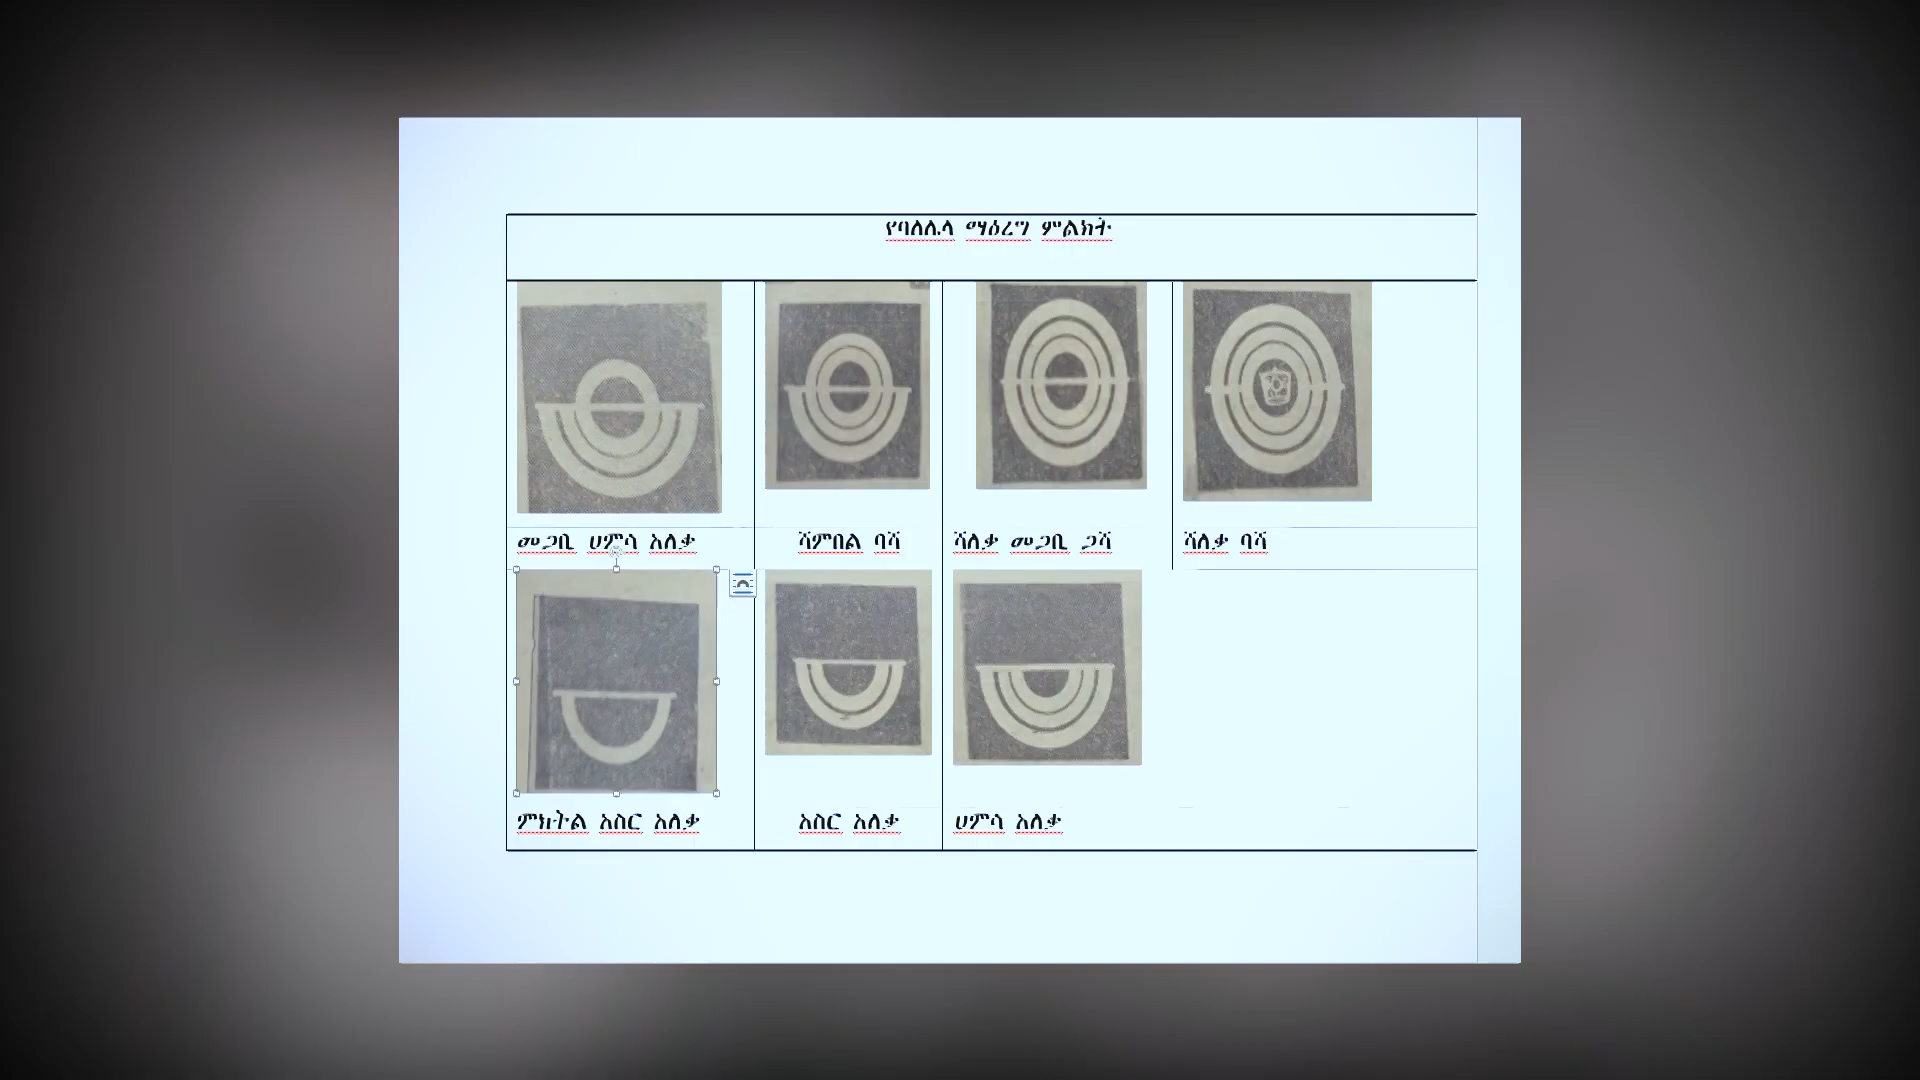 የባለሌላ ማዕረግ ምልክት
መጋቢ ሀምሳ አለቃ
ሻምበል ባሻ
ሻለቃ መጋቢ ጋሻ
ሻለቃ ባሻ
ምክትል አስር አለቃ
አስር አለቃ
ሀምሳ አለቃ